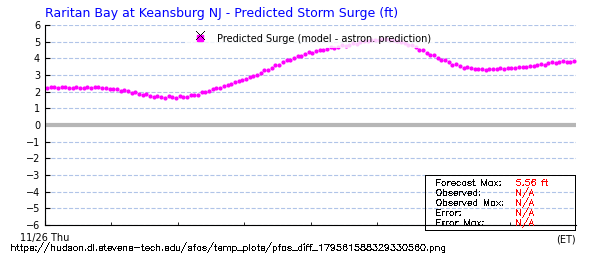 Raritan Bay at Keansburg NJ - Predicted Storm Surge (ft)
6
Predicted Surge (model - astron. prediction)
5
4
3
2
1
0
−1
−2
−3
−4
−5
−6
Forecast Max: 5.56 ft
Observed: N/A
Observed Max: N/A
Error: N/A
Error Max: N/A
11/26 Thu
(ET)
https://hudson.dl.stevens-tech.edu/sfas/temp_plots/pfas_diff_179561588329330560.png